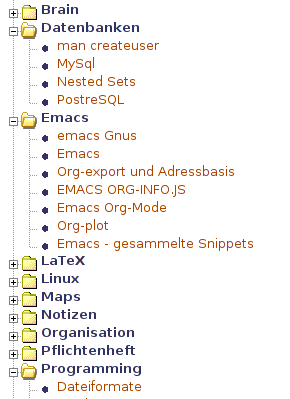 Brain
Datenbanken
man createuser
MySql
Nested Sets
PostreSQL
Emacs
emacs Gnus
Emacs
Org-export und Adressbasis
EMACS ORG-INFO.JS
Emacs Org-Mode
Org-plot
Emacs - gesammelte Snippets
LaTeX
Linux
Maps
Notizen
Organisation
Pflichtenheft
Programming
Dateiformate